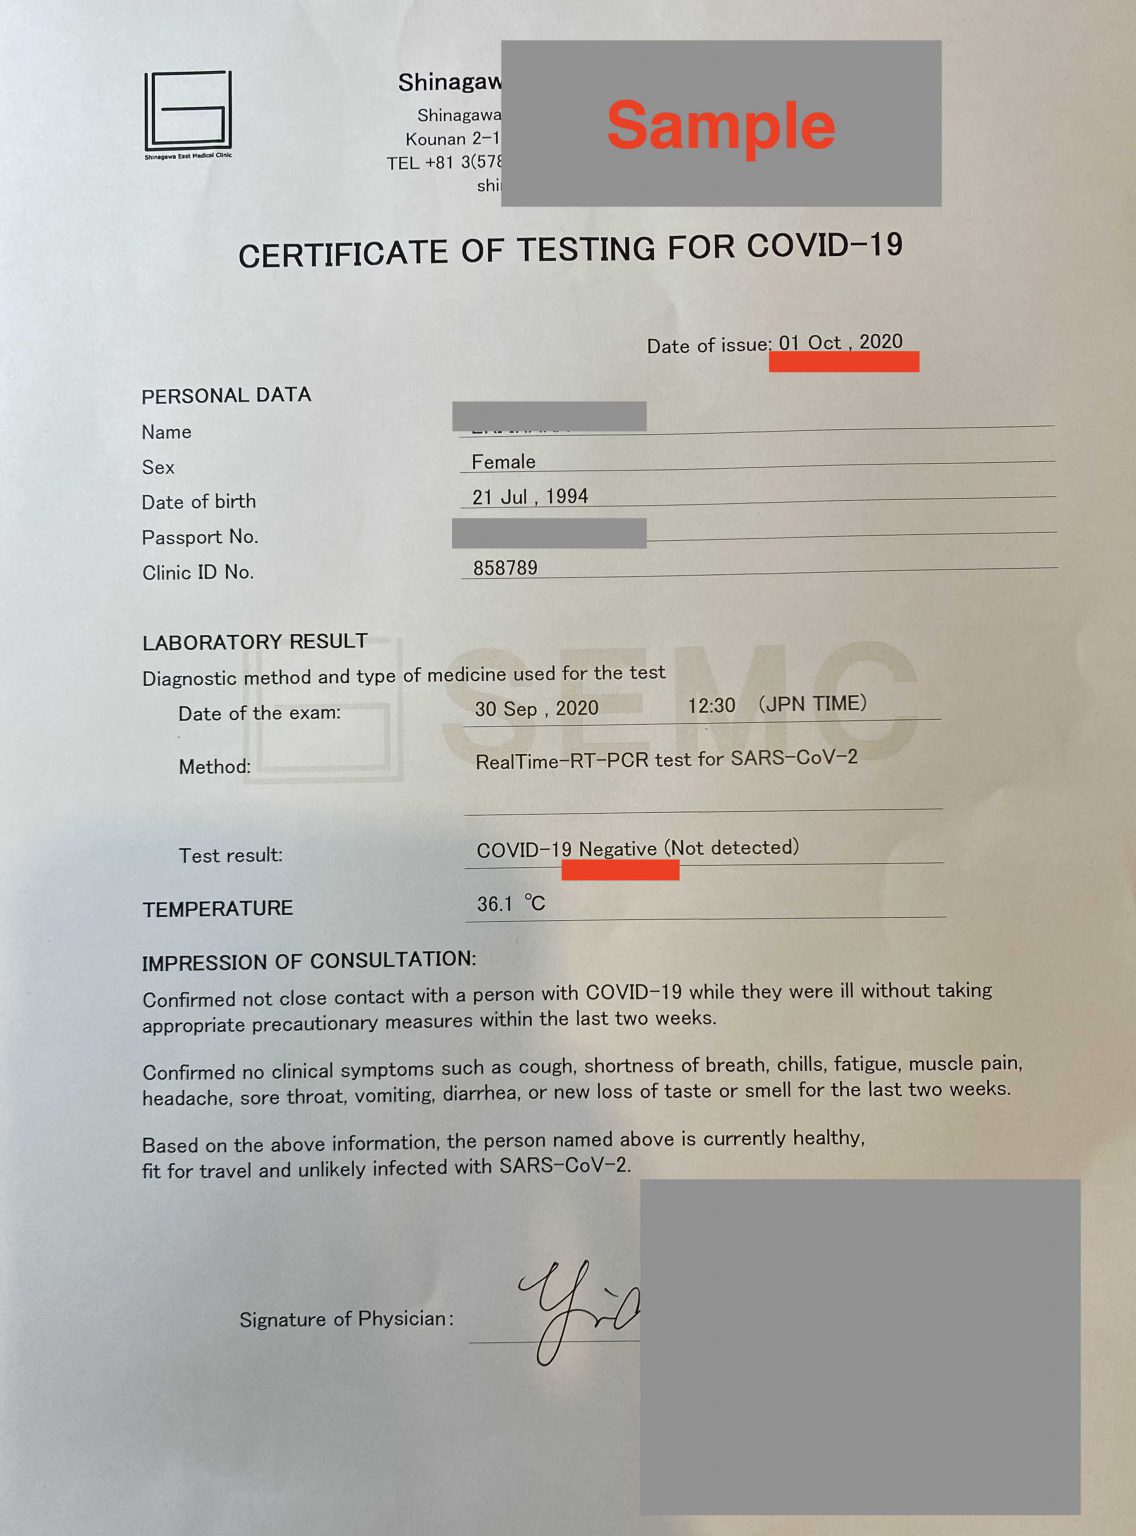 Shinagawa East Medical Clinic
Sample
Shinagaw
Shinagawa
Kounan 2-1
TEL +81 3(578
shi
CERTIFICATE OF TESTING FOR COVID-19
Date of issue: 01 Oct , 2020
PERSONAL DATA
Name
Sex Female
Date of birth 21 Jul , 1994
Passport No.
Clinic ID No. 858789
SEMC
LABORATORY RESULT
Diagnostic method and type of medicine used for the test
Date of the exam: 30 Sep , 2020 12:30 (JPN TIME)
Method: RealTime-RT-PCR test for SARS-CoV-2
Test result: COVID-19 Negative (Not detected)
TEMPERATURE 36.1 ℃
IMPRESSION OF CONSULTATION:
Confirmed not close contact with a person with COVID-19 while they were ill without taking
appropriate precautionary measures within the last two weeks.
Confirmed no clinical symptoms such as cough, shortness of breath, chills, fatigue, muscle pain,
headache, sore throat, vomiting, diarrhea, or new loss of taste or smell for the last two weeks.
Based on the above information, the person named above is currently healthy,
fit for travel and unlikely infected with SARS-CoV-2.
Signature of Physician: